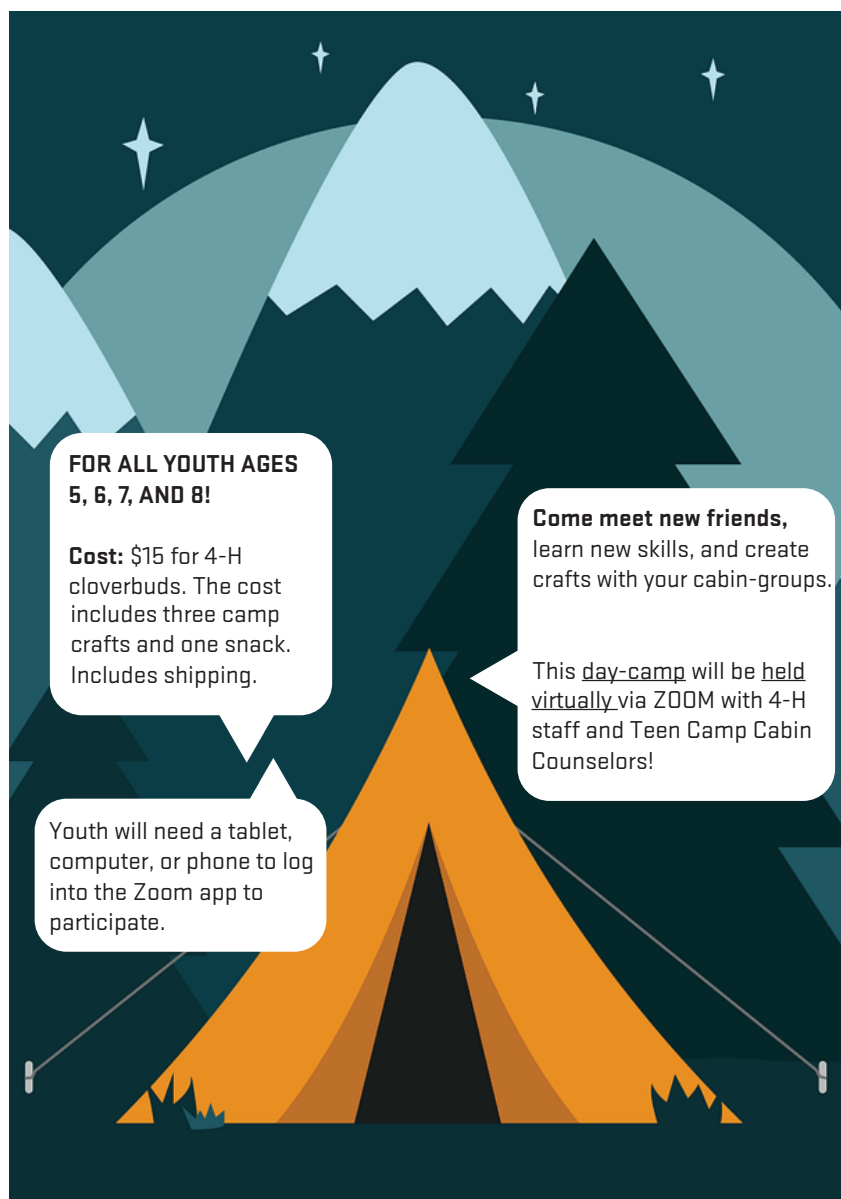 FOR ALL YOUTH AGES
5, 6, 7, AND 8!
Cost: $15 for 4-H
cloverbuds. The cost
includes three camp
crafts and one snack.
Includes shipping.
Come meet new friends,
learn new skills, and create
crafts with your cabin-groups.
This day-camp will be held
virtually via ZOOM with 4-H
staff and Teen Camp Cabin
Counselors!
Youth will need a tablet,
computer, or phone to log
into the Zoom app to
participate.